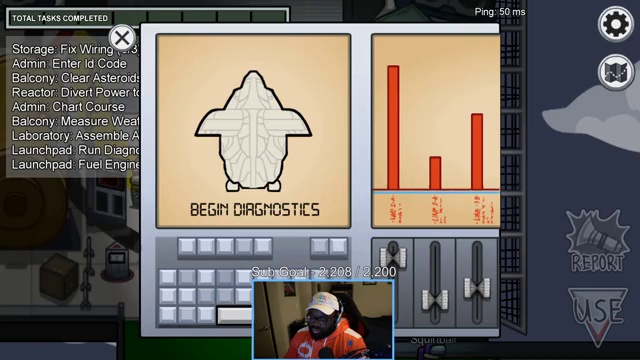 TOTAL TASKS COMPLETED
Ping: 50 ms
Storage: Fix Wiring
Admin: Enter Id Code
Balcony: Clear Asteroids
Reactor: Divert Power to
Admin: Chart Course
Balcony: Measure Weat
Laboratory: Assemble A
Launchpad: Run Diagno
Launchpad: Fuel Engine
BEGIN DIAGNOSTICS
Sub Goal - 2,208 / 2,200
REPORT
USE